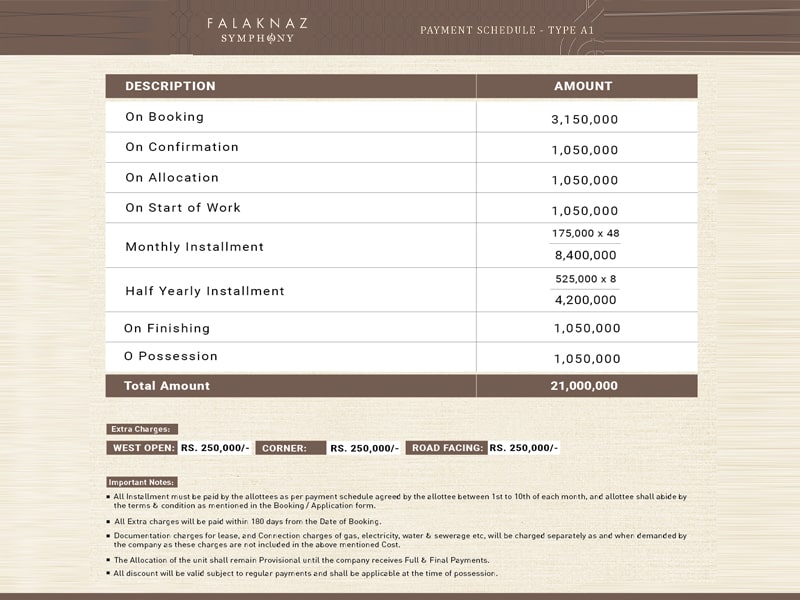 FALAKNAZ
SYMPHONY
PAYMENT SCHEDULE - TYPE A1
DESCRIPTION AMOUNT
On Booking 3,150,000
On Confirmation 1,050,000
On Allocation 1,050,000
On Start of Work 1,050,000
Monthly Installment 175,000 x 48
8,400,000
Half Yearly Installment 525,000 x 8
4,200,000
On Finishing 1,050,000
O Possession 1,050,000
Total Amount 21,000,000
Extra Charges:
WEST OPEN: RS. 250,000/- CORNER: RS. 250,000/- ROAD FACING: RS. 250,000/-
Important Notes:
▪ All Installment must be paid by the allottees as per payment schedule agreed by the allottee between 1st to 10th of each month, and allottee shall abide by
the terms & condition as mentioned in the Booking / Application form.
▪ All Extra charges will be paid within 180 days from the Date of Booking.
▪ Documentation charges for lease, and Connection charges of gas, electricity, water & sewerage etc, will be charged separately as and when demanded by
the company as these charges are not included in the above mentioned Cost.
▪ The Allocation of the unit shall remain Provisional until the company receives Full & Final Payments.
▪ All discount will be valid subject to regular payments and shall be applicable at the time of possession.